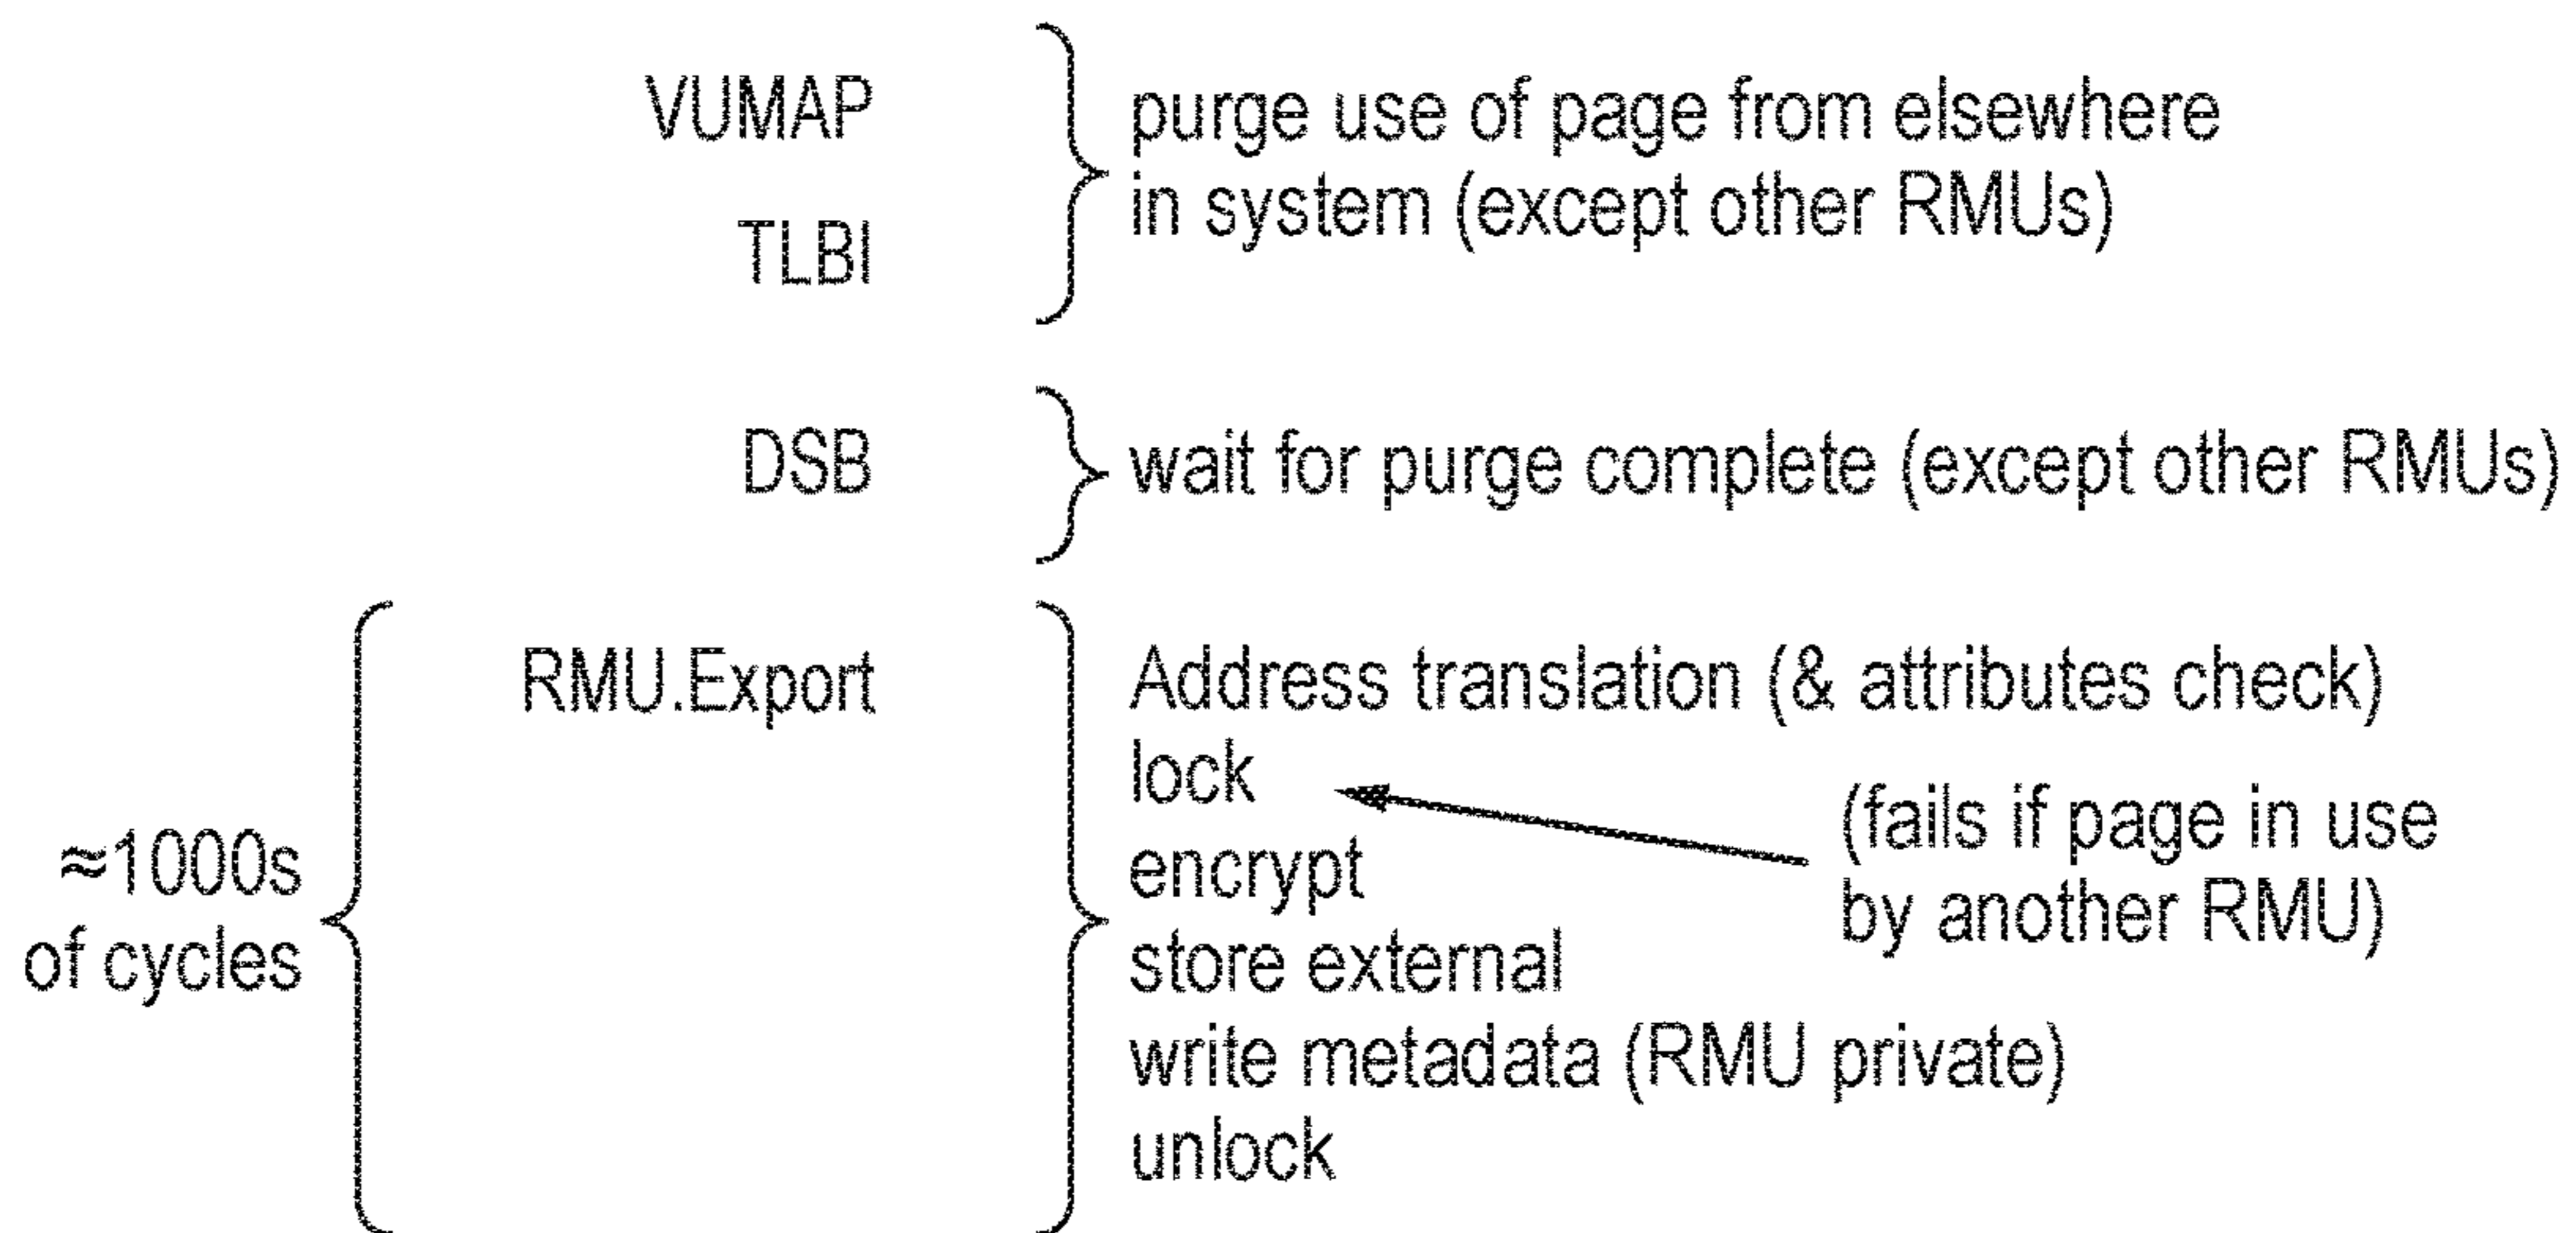 VUMAP
TLBI
purge use of page from elsewhere
in system (except other RMUs)
DSB
wait for purge complete (except other RMUs)
≈1000s
of cycles
RMU.Export
Address translation (& attributes check)
lock
encrypt
store external
write metadata (RMU private)
unlock
(fails if page in use
by another RMU)